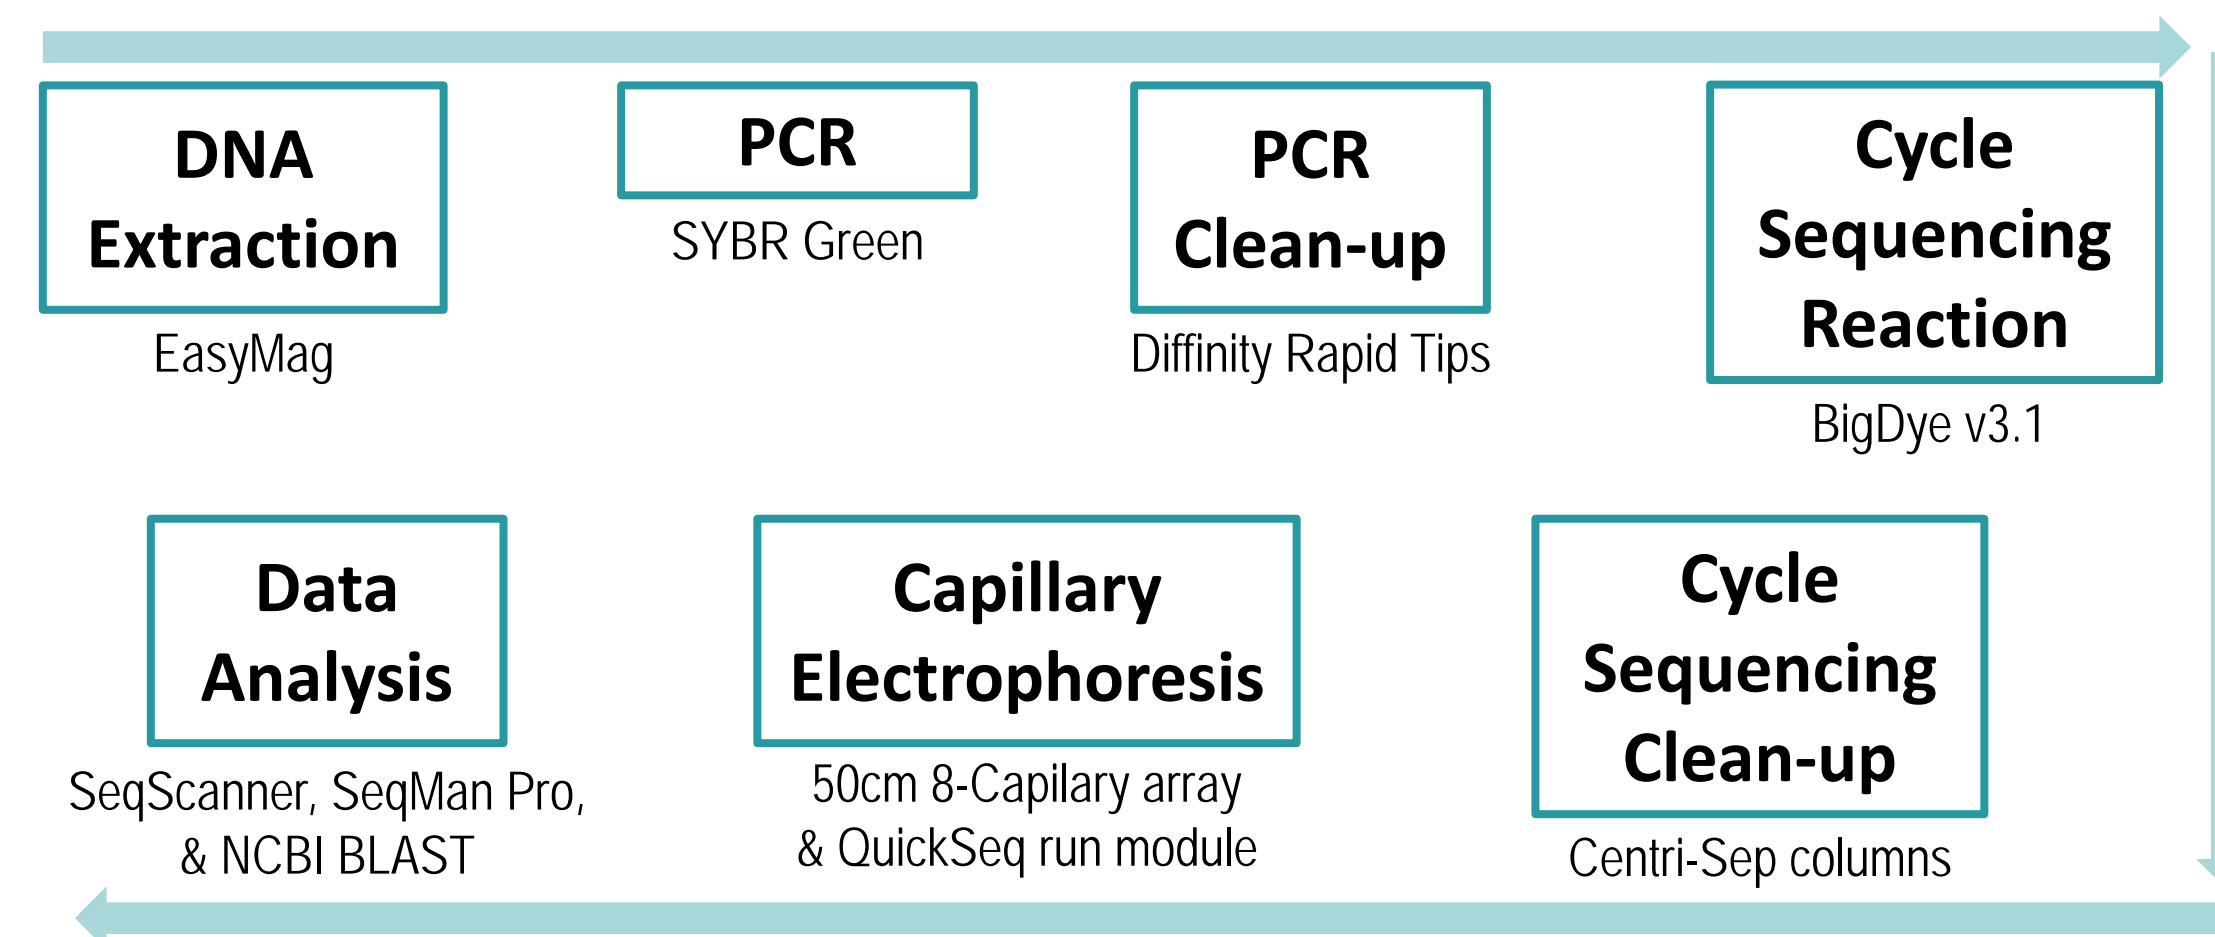 DNA
Extraction
EasyMag
PCR
SYBR Green
PCR
Clean-up
Diffinity Rapid Tips
Cycle
Sequencing
Reaction
BigDye v3.1
Data
Analysis
SeqScanner, SeqMan Pro,
& NCBI BLAST
Capillary
Electrophoresis
50cm 8-Capilary array
& QuickSeq run module
Cycle
Sequencing
Clean-up
Centri-Sep columns